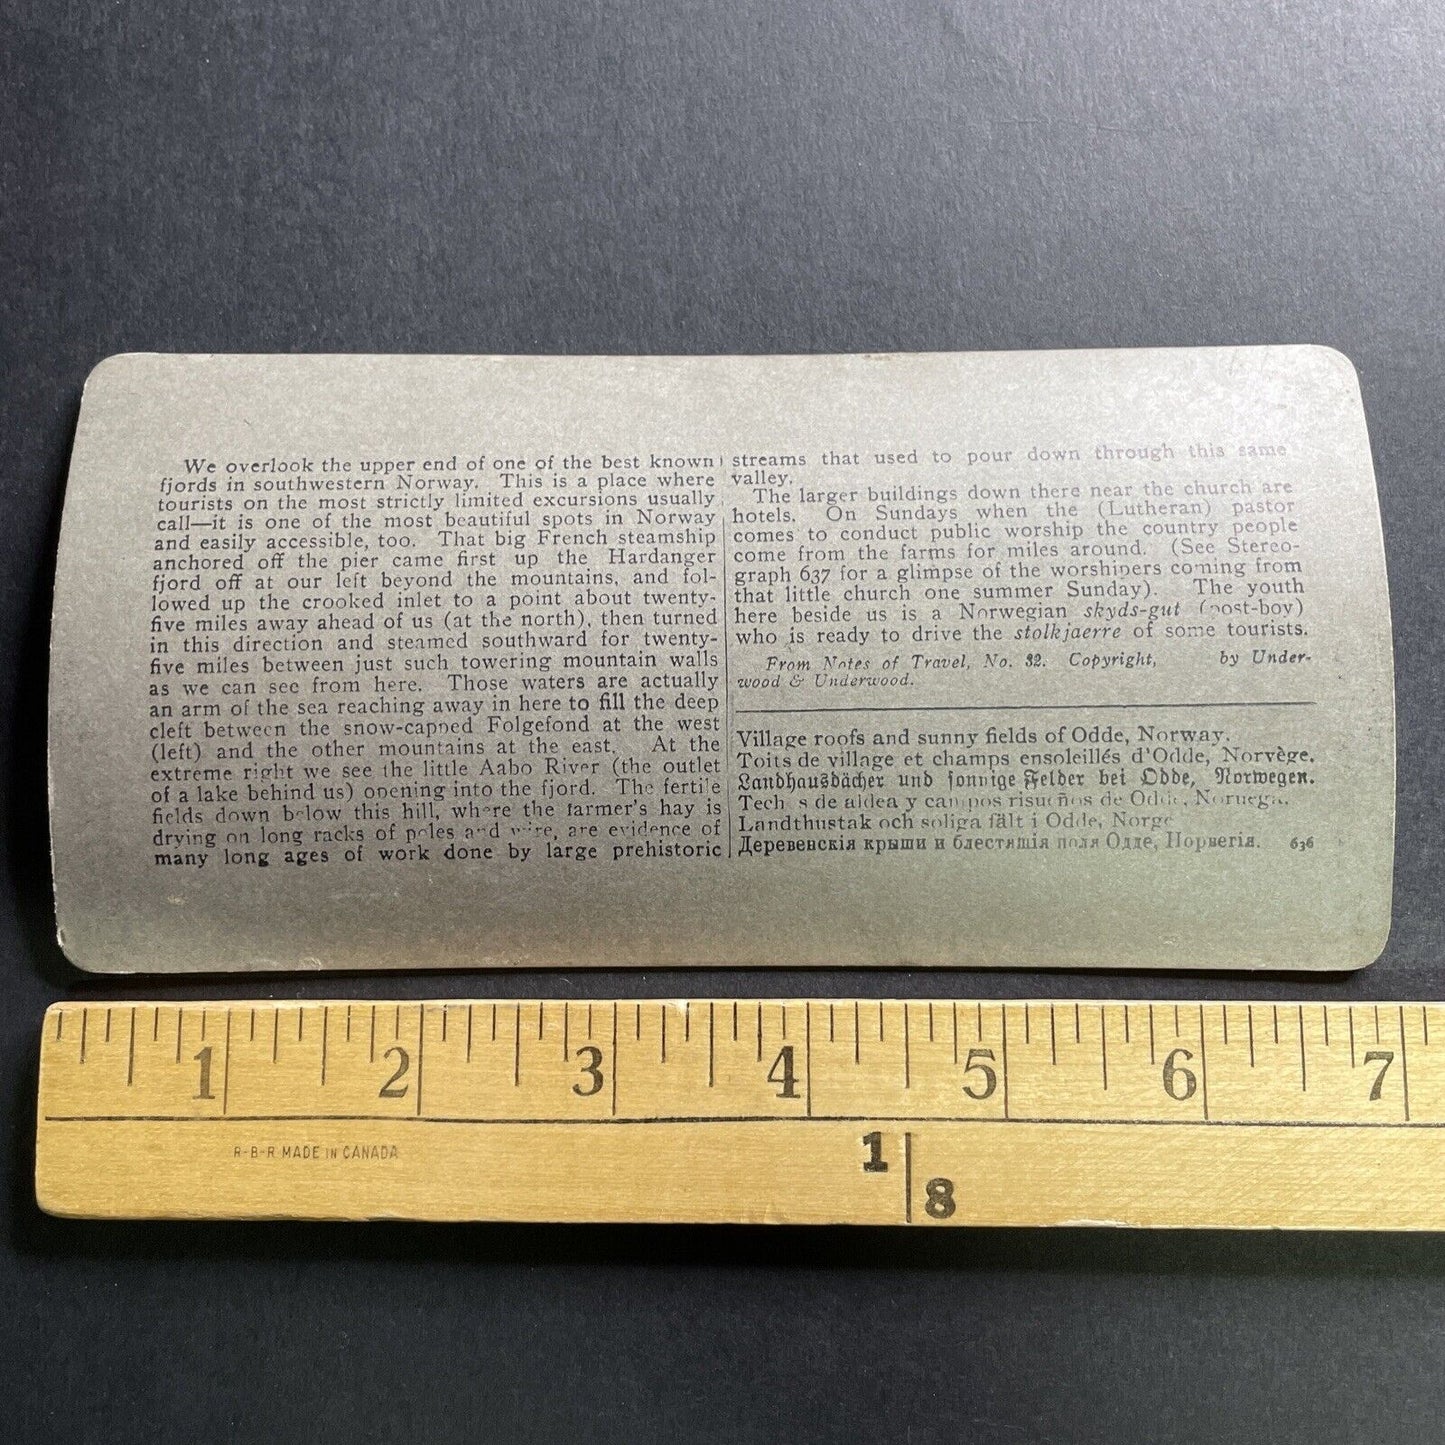 We overlook the upper end of one of the best known
fjords in southwestern Norway. This is a place where
tourists on the most strictly limited excursions usually
call—it is one of the most beautiful spots in Norway
and easily accessible, too. That big French steamship
anchored off the pier came first up the Hardanger
fjord off at our left beyond the mountains, and fol-
lowed up the crooked inlet to a point about twenty-
five miles away ahead of us (at the north), then turned
in this direction and steamed southward for twenty-
five miles between just such towering mountain walls
as we can see from here. Those waters are actually
an arm of the sea reaching away in here to fill the deep
cleft between the snow-capped Folgefond at the west
(left) and the other mountains at the east. At the
extreme right we see the little Aabo River (the outlet
of a lake behind us) opening into the fjord. The fertile
fields down below this hill, where the farmer's hay is
drying on long racks of poles and wire, are evidence of
many long ages of work done by large prehistoric
streams that used to pour down through this same
valley.
The larger buildings down there near the church are
hotels. On Sundays when the (Lutheran) pastor
comes to conduct public worship the country people
come from the farms for miles around. (See Stereo-
graph 637 for a glimpse of the worshipers coming from
that little church one summer Sunday). The youth
here beside us is a Norwegian skyds-gut (post-boy)
who is ready to drive the stolkjaerre of some tourists.
From Notes of Travel, No. 32. Copyright, by Under-
wood & Underwood.
Village roofs and sunny fields of Odde, Norway.
Toits de village et champs ensoleillés d'Odde, Norvège.
Landhausdächer und sonnige Felder bei Odde, Norwegen.
Techos de aldea y campos risueños de Odde, Noruega.
Landthustak och soliga fält i Odde, Norge
Деревенскія крыши и блестящія поля Одде, Норвегія. 636
1 2 3 4 5 6 7
R-B-R MADE IN CANADA
1
8